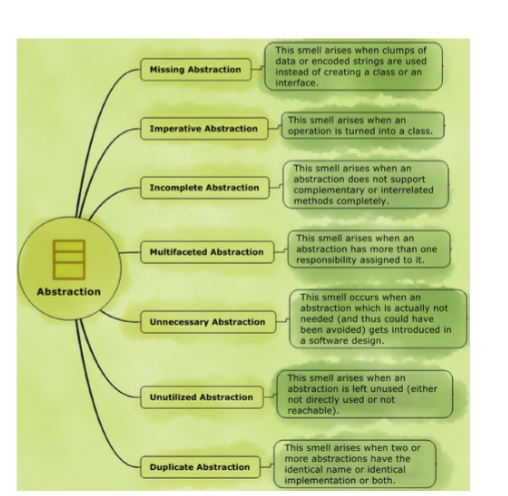 Missing Abstraction
This smell arises when clumps of
data or encoded strings are used
instead of creating a class or an
interface.
Imperative Abstraction
This smell arises when an
operation is turned into a class.
Incomplete Abstraction
This smell arises when an
abstraction does not support
complementary or interrelated
methods completely.
Multifaceted Abstraction
This smell arises when an
abstraction has more than one
responsibility assigned to it.
Abstraction
Unnecessary Abstraction
This smell occurs when an
abstraction which is actually not
needed (and thus could have
been avoided) gets introduced in
a software design.
Unutilized Abstraction
This smell arises when an
abstraction is left unused (either
not directly used or not
reachable).
Duplicate Abstraction
This smell arises when two or
more abstractions have the
identical name or identical
implementation or both.